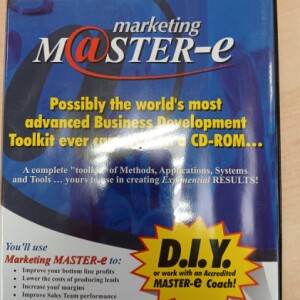 marketing
M@STER-e
Possibly the world's most
advanced Business Development
Toolkit ever a CD-ROM...
A complete "toolkit" of Methods, Applications, Systems
and Tools ... yours to use in creating Exponential RESULTS!
You'll use
Marketing MASTER-e to:
• Improve your bottom line profits
• Lower the costs of producing leads
• Increase your margins
• Improve Sales Team performance
D.I.Y.
or work with an Accredited
MASTER-e Coach!